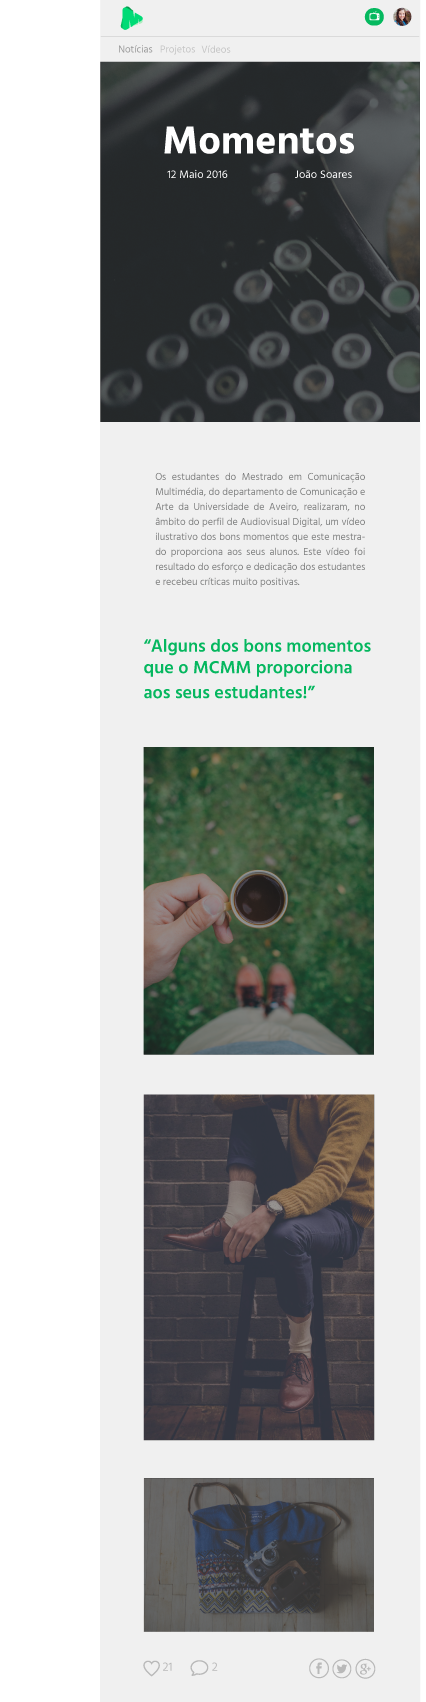 Notícias Projetos Vídeos
Momentos
12 Maio 2016 João Soares
Os estudantes do Mestrado em Comunicação
Multimédia, do departamento de Comunicação e
Arte da Universidade de Aveiro, realizaram, no
âmbito do perfil de Audiovisual Digital, um vídeo
ilustrativo dos bons momentos que este mestra-
do proporciona aos seus alunos. Este vídeo foi
resultado do esforço e dedicação dos estudantes
e recebeu críticas muito positivas.
“Alguns dos bons momentos
que o MCMM proporciona
aos seus estudantes!”
21 2